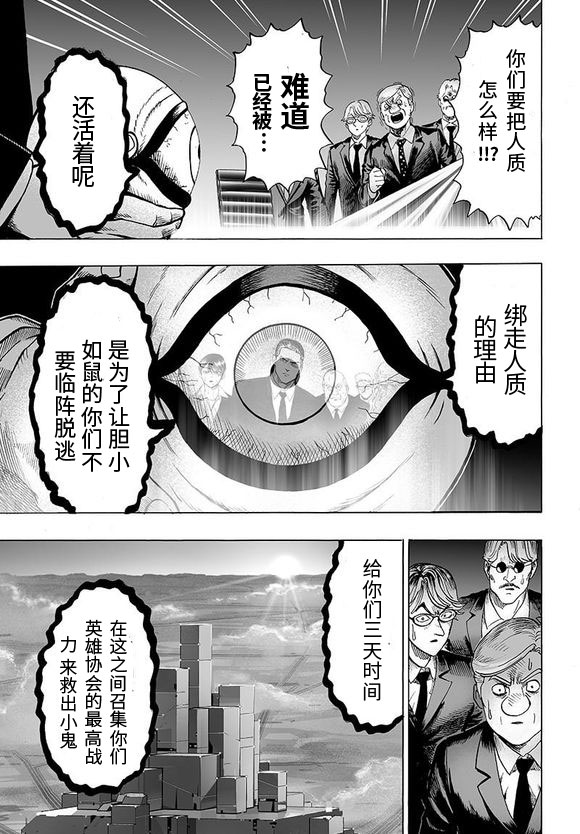 你们要把人质
怎么样!!!?
难道
已经被…
还活着呢
绑走人质
的理由
是为了让胆小
如鼠的你们不
要临阵脱逃
给你们三天时间
在这之间召集你们
英雄协会的最高战
力 来救出小鬼